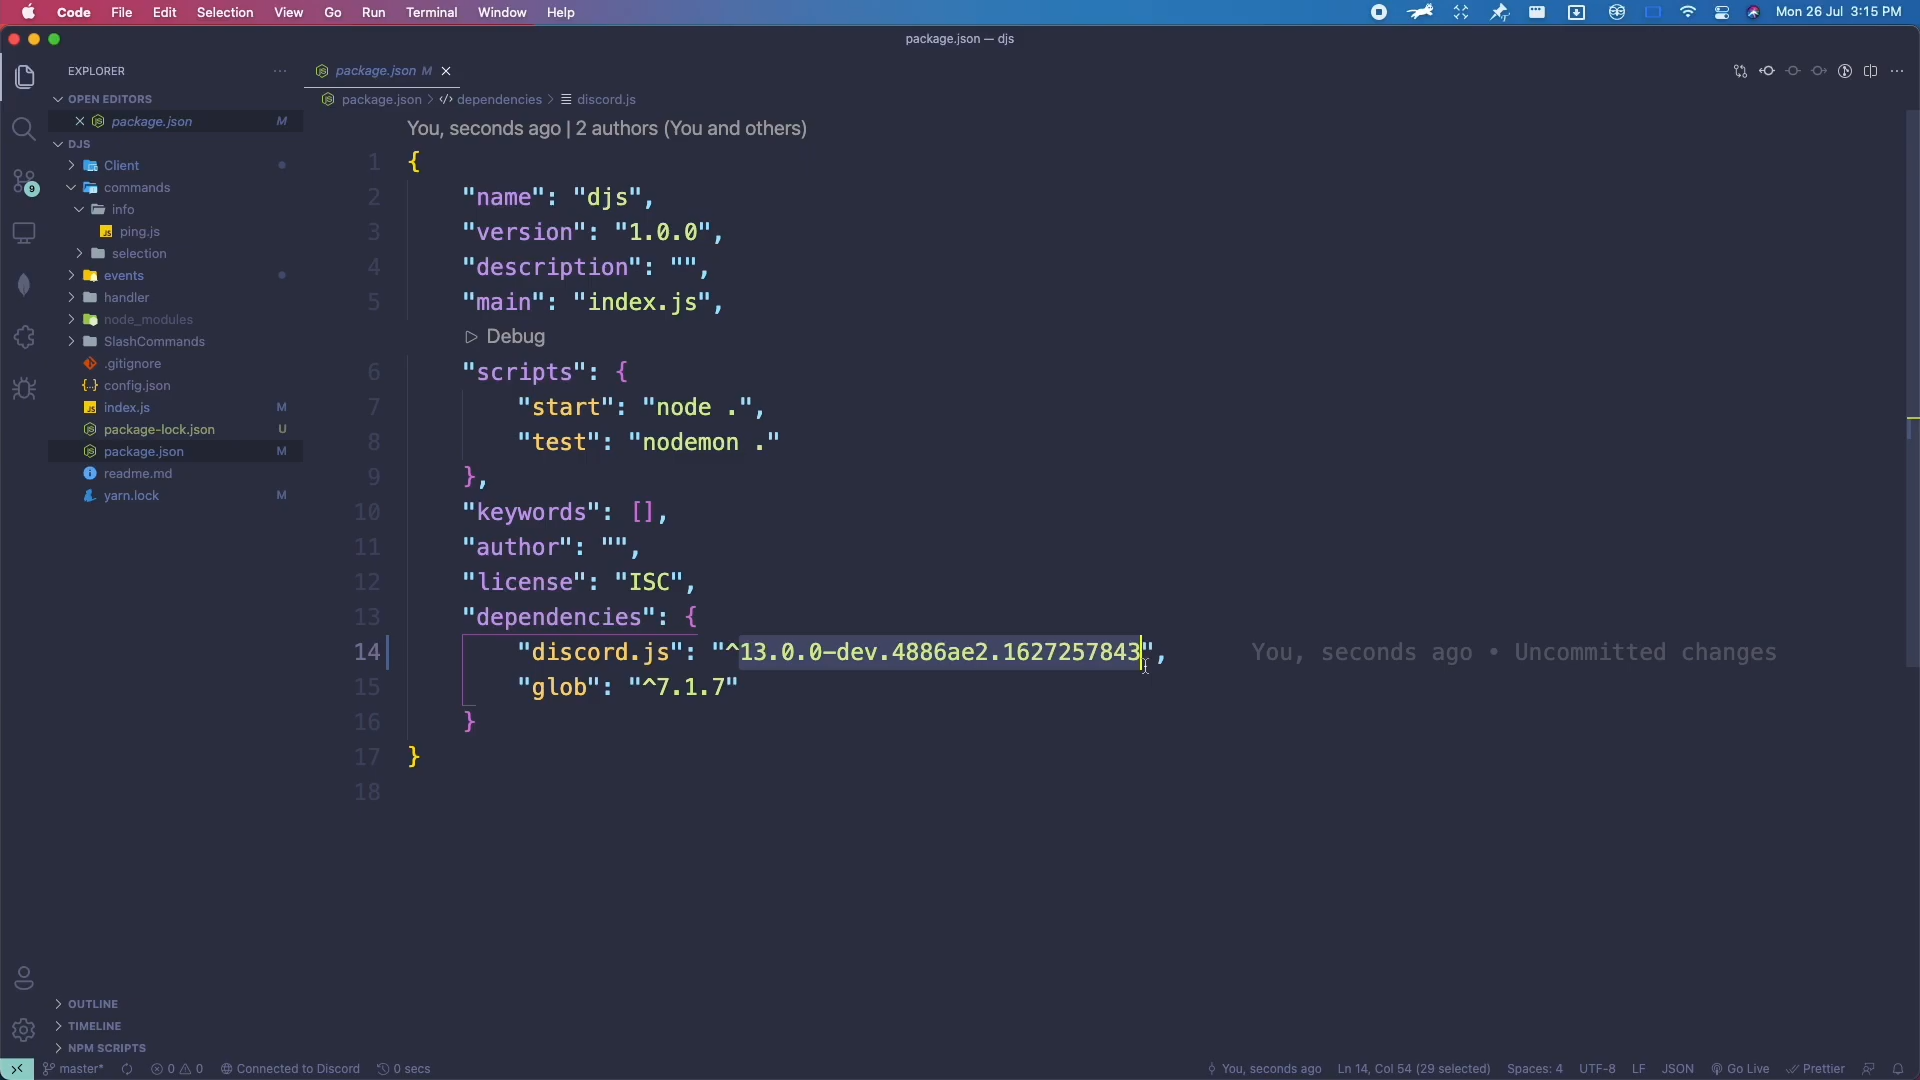 Code File Edit Selection View Go Run Terminal Window Help Mon 26 Jul 3:15 PM
package.json — djs
EXPLORER
package.json M
OPEN EDITORS
package.json > dependencies > discord.js
package.json M
You, seconds ago | 2 authors (You and others)
DJS
Client
commands
info
ping.js
selection
events
handler
node_modules
SlashCommands
.gitignore
config.json
index.js M
package-lock.json U
package.json M
readme.md
yarn.lock M
9
1 {
2 "name": "djs",
3 "version": "1.0.0",
4 "description": "",
5 "main": "index.js",
Debug
6 "scripts": {
7 "start": "node .",
8 "test": "nodemon ."
9 },
10 "keywords": [],
11 "author": "",
12 "license": "ISC",
13 "dependencies": {
14 "discord.js": "^13.0.0-dev.4886ae2.1627257843", You, seconds ago • Uncommitted changes
15 "glob": "^7.1.7"
16 }
17 }
18
OUTLINE
TIMELINE
NPM SCRIPTS
master* 0 0 Connected to Discord 0 secs You, seconds ago Ln 14, Col 54 (29 selected) Spaces: 4 UTF-8 LF JSON Go Live Prettier